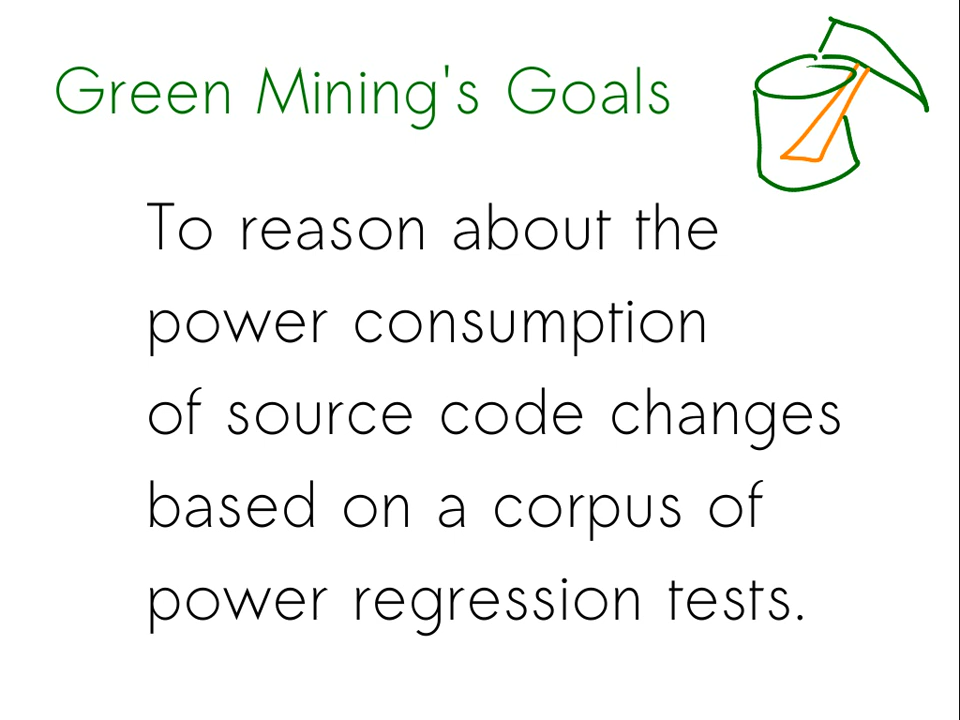 Green Mining's Goals
To reason about the
power consumption
of source code changes
based on a corpus of
power regression tests.